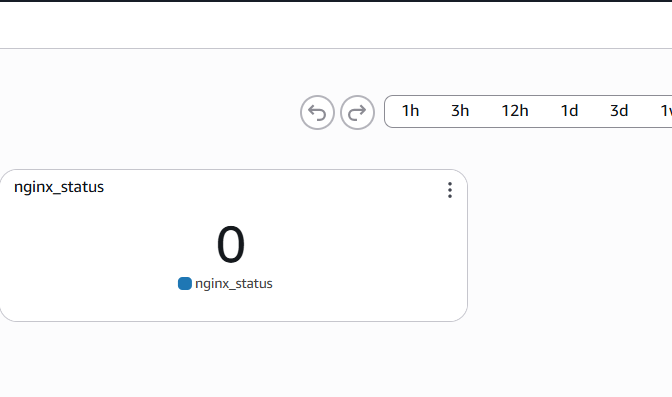 1h 3h 12h 1d 3d
nginx_status
0
nginx_status